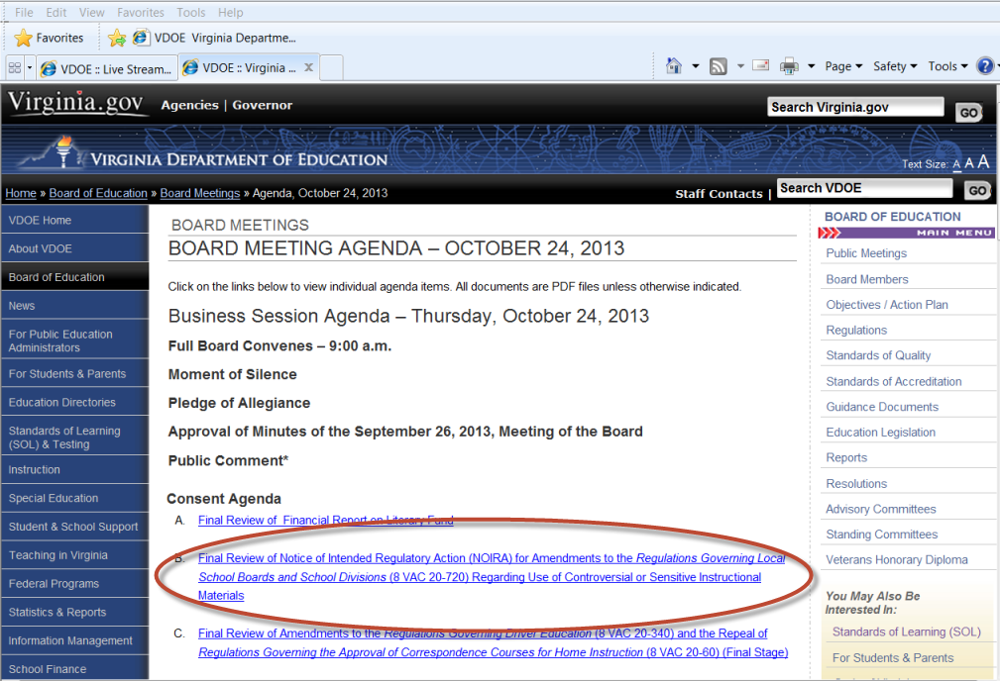 File Edit View Favorites Tools Help
Favorites VDOE Virginia Departme...
VDOE :: Live Stream... VDOE :: Virginia ... X Page Safety Tools
Virginia.gov Agencies | Governor Search Virginia.gov GO
VIRGINIA DEPARTMENT OF EDUCATION Text Size: A A A
Home » Board of Education » Board Meetings » Agenda, October 24, 2013 Staff Contacts | Search VDOE GO
VDOE Home
About VDOE
Board of Education
News
For Public Education
Administrators
For Students & Parents
Education Directories
Standards of Learning
(SOL) & Testing
Instruction
Special Education
Student & School Support
Teaching in Virginia
Federal Programs
Statistics & Reports
Information Management
School Finance
BOARD MEETINGS
BOARD MEETING AGENDA – OCTOBER 24, 2013
Click on the links below to view individual agenda items. All documents are PDF files unless otherwise indicated.
Business Session Agenda – Thursday, October 24, 2013
Full Board Convenes – 9:00 a.m.
Moment of Silence
Pledge of Allegiance
Approval of Minutes of the September 26, 2013, Meeting of the Board
Public Comment*
Consent Agenda
A. Final Review of Financial Report on Literary Fund
B. Final Review of Notice of Intended Regulatory Action (NOIRA) for Amendments to the Regulations Governing Local
School Boards and School Divisions (8 VAC 20-720) Regarding Use of Controversial or Sensitive Instructional
Materials
C. Final Review of Amendments to the Regulations Governing Driver Education (8 VAC 20-340) and the Repeal of
Regulations Governing the Approval of Correspondence Courses for Home Instruction (8 VAC 20-60) (Final Stage)
BOARD OF EDUCATION
MAIN MENU
Public Meetings
Board Members
Objectives / Action Plan
Regulations
Standards of Quality
Standards of Accreditation
Guidance Documents
Education Legislation
Reports
Resolutions
Advisory Committees
Standing Committees
Veterans Honorary Diploma
You May Also Be
Interested In:
Standards of Learning (SOL)
For Students & Parents